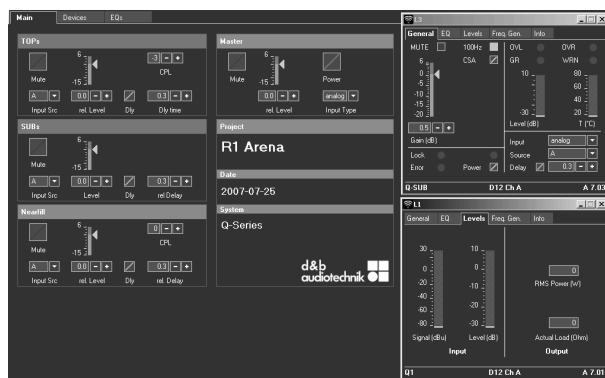 Main Devices EQs
TOPs
6
-15
Mute
-3 - +
CPL
A 0.0 - + 0.3 - +
Input Src rel. Level Dly Dly time
SUBs
6
-15
Mute
A 0.0 - + 0.3 - +
Input Src Level Dly rel.Delay
Nearfill
6
-15
Mute
0 - +
CPL
A 0.0 - + 0.3 - +
Input Src rel. Level Dly rel. Delay
Master
6
-15
Mute Power
0.0 - + analog
rel. Level Input Type
Project
R1 Arena
Date
2007-07-25
System
Q-Series
d&b
audiotechnik
L3
General EQ Levels Freq. Gen. Info
MUTE 100Hz
CSA
6
0
-5
-10
-15
-20
0.5 - +
Gain (dB)
Lock
Error Power
OVL OVR
GR WRN
10 80
60
40
-30 20
Level (dB) T (°C)
Input analog
Source A
Delay 0.3 - +
Q-SUB D12 Ch A A 7.03
L1
General EQ Levels Freq. Gen. Info
30 10
0 0
-20 -10
-40
-60 -20
-80 -30
Signal (dBu) Level (dB)
Input
0
RMS Power (W)
0
Actual Load (Ohm)
Output
Q1 D12 Ch A A 7.01